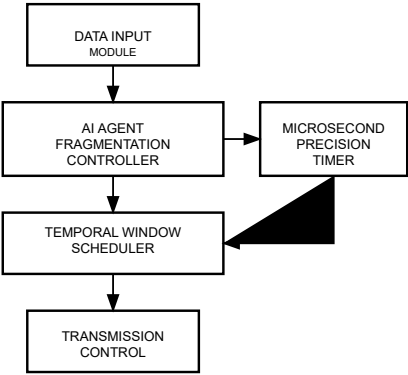 DATA INPUT
MODULE
AI AGENT
FRAGMENTATION
CONTROLLER
MICROSECOND
PRECISION
TIMER
TEMPORAL WINDOW
SCHEDULER
TRANSMISSION
CONTROL